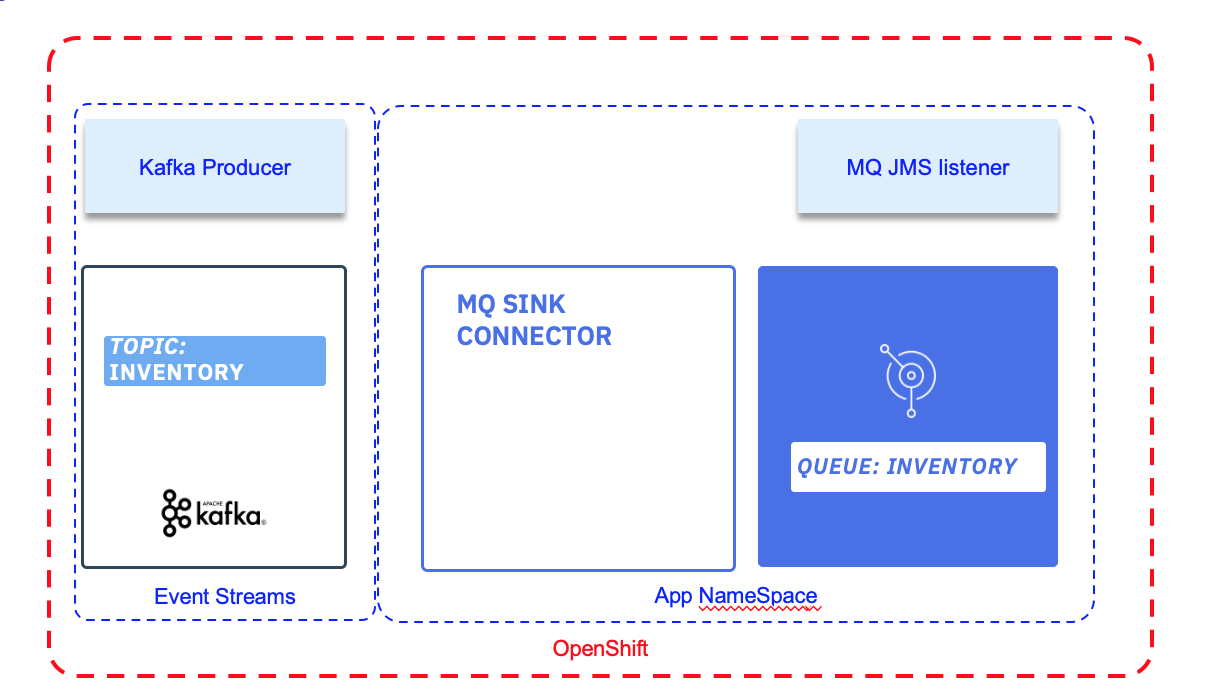 Kafka Producer
MQ JMS listener
MQ SINK
CONNECTOR
TOPIC:
INVENTORY
QUEUE: INVENTORY
APACHE
kafka®
Event Streams
App NameSpace
OpenShift